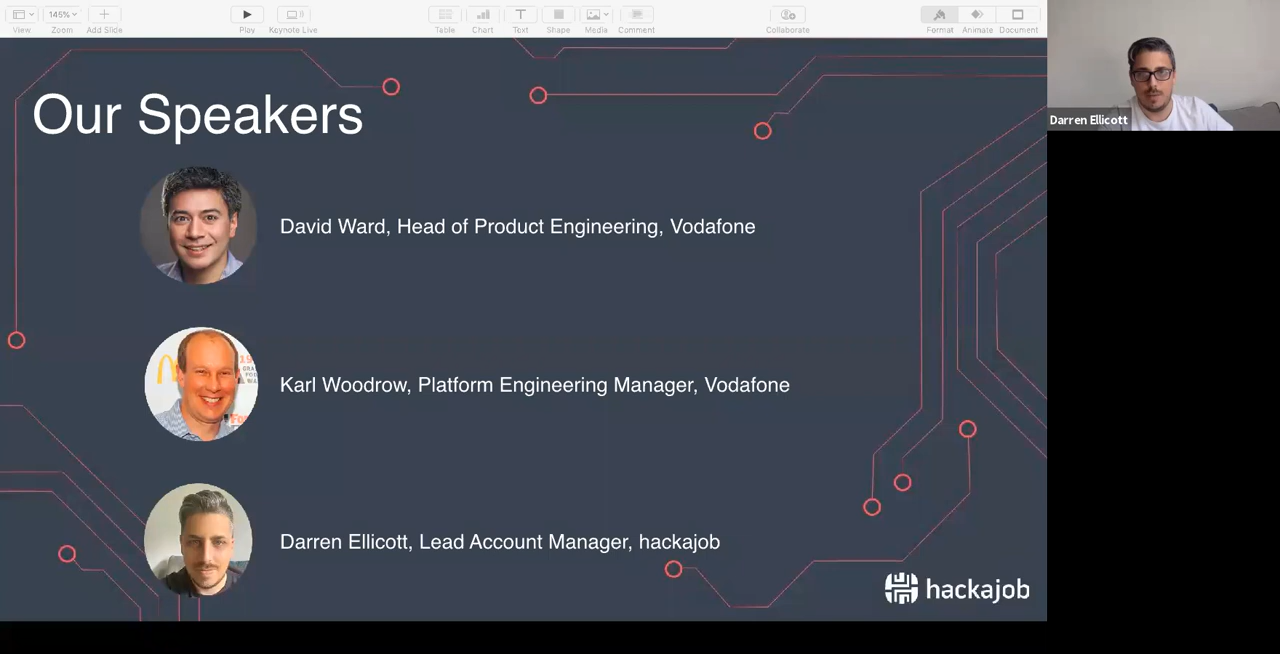 145%
View
Zoom
Add Slide
Play
Keynote Live
Table
Chart
Text
Shape
Media
Comment
Collaborate
Format
Animate
Document
Darren Ellicott
Our Speakers
David Ward, Head of Product Engineering, Vodafone
Karl Woodrow, Platform Engineering Manager, Vodafone
Darren Ellicott, Lead Account Manager, hackajob
hackajob